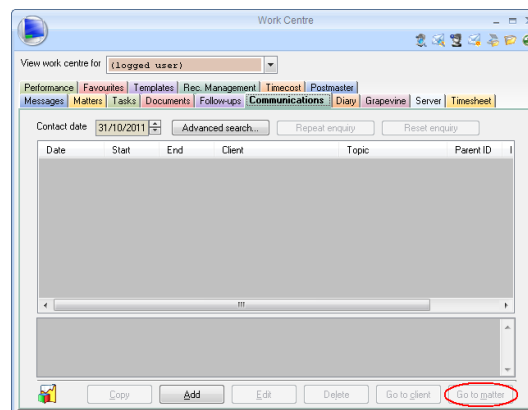 Work Centre
View work centre for (logged user)
Performance Favourites Templates Rec. Management Timecost Postmaster
Messages Matters Tasks Documents Follow-ups Communications Diary Grapevine Server Timesheet
Contact date 31/10/2011 Advanced search... Repeat enquiry Reset enquiry
Date Start End Client Topic Parent ID
Copy Add Edit Delete Go to client Go to matter